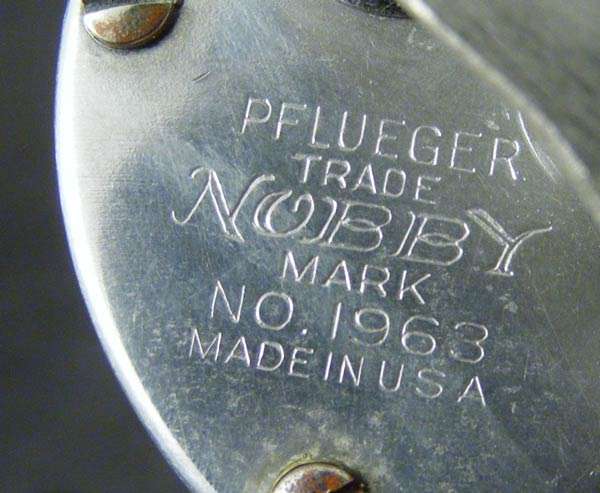 PFLUEGER
TRADE
NOBBY
MARK
NO. 1963
MADE IN USA